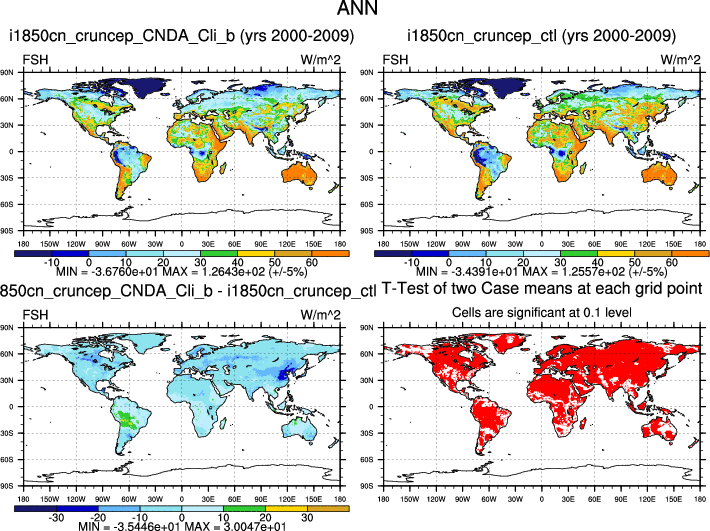 ANN
i1850cn_cruncep_CNDA_Cli_b (yrs 2000-2009)
FSH W/m^2
90N
60N
30N
0
30S
60S
90S
180 150W 120W 90W 60W 30W 0 30E 60E 90E 120E 150E 180
-10 0 10 20 30 40 50 60
MIN = -3.6760e+01 MAX = 1.2643e+02 (+/-5%)
i1850cn_cruncep_ctl (yrs 2000-2009)
FSH W/m^2
90N
60N
30N
0
30S
60S
90S
180 150W 120W 90W 60W 30W 0 30E 60E 90E 120E 150E 180
-10 0 10 20 30 40 50 60
MIN = -3.4391e+01 MAX = 1.2557e+02 (+/-5%)
850cn_cruncep_CNDA_Cli_b - i1850cn_cruncep_ctl
FSH W/m^2
90N
60N
30N
0
30S
60S
90S
180 150W 120W 90W 60W 30W 0 30E 60E 90E 120E 150E 180
-30 -20 -10 0 10 20 30
MIN = -3.5446e+01 MAX = 3.0047e+01
T-Test of two Case means at each grid point
Cells are significant at 0.1 level
90N
60N
30N
0
30S
60S
90S
180 150W 120W 90W 60W 30W 0 30E 60E 90E 120E 150E 180